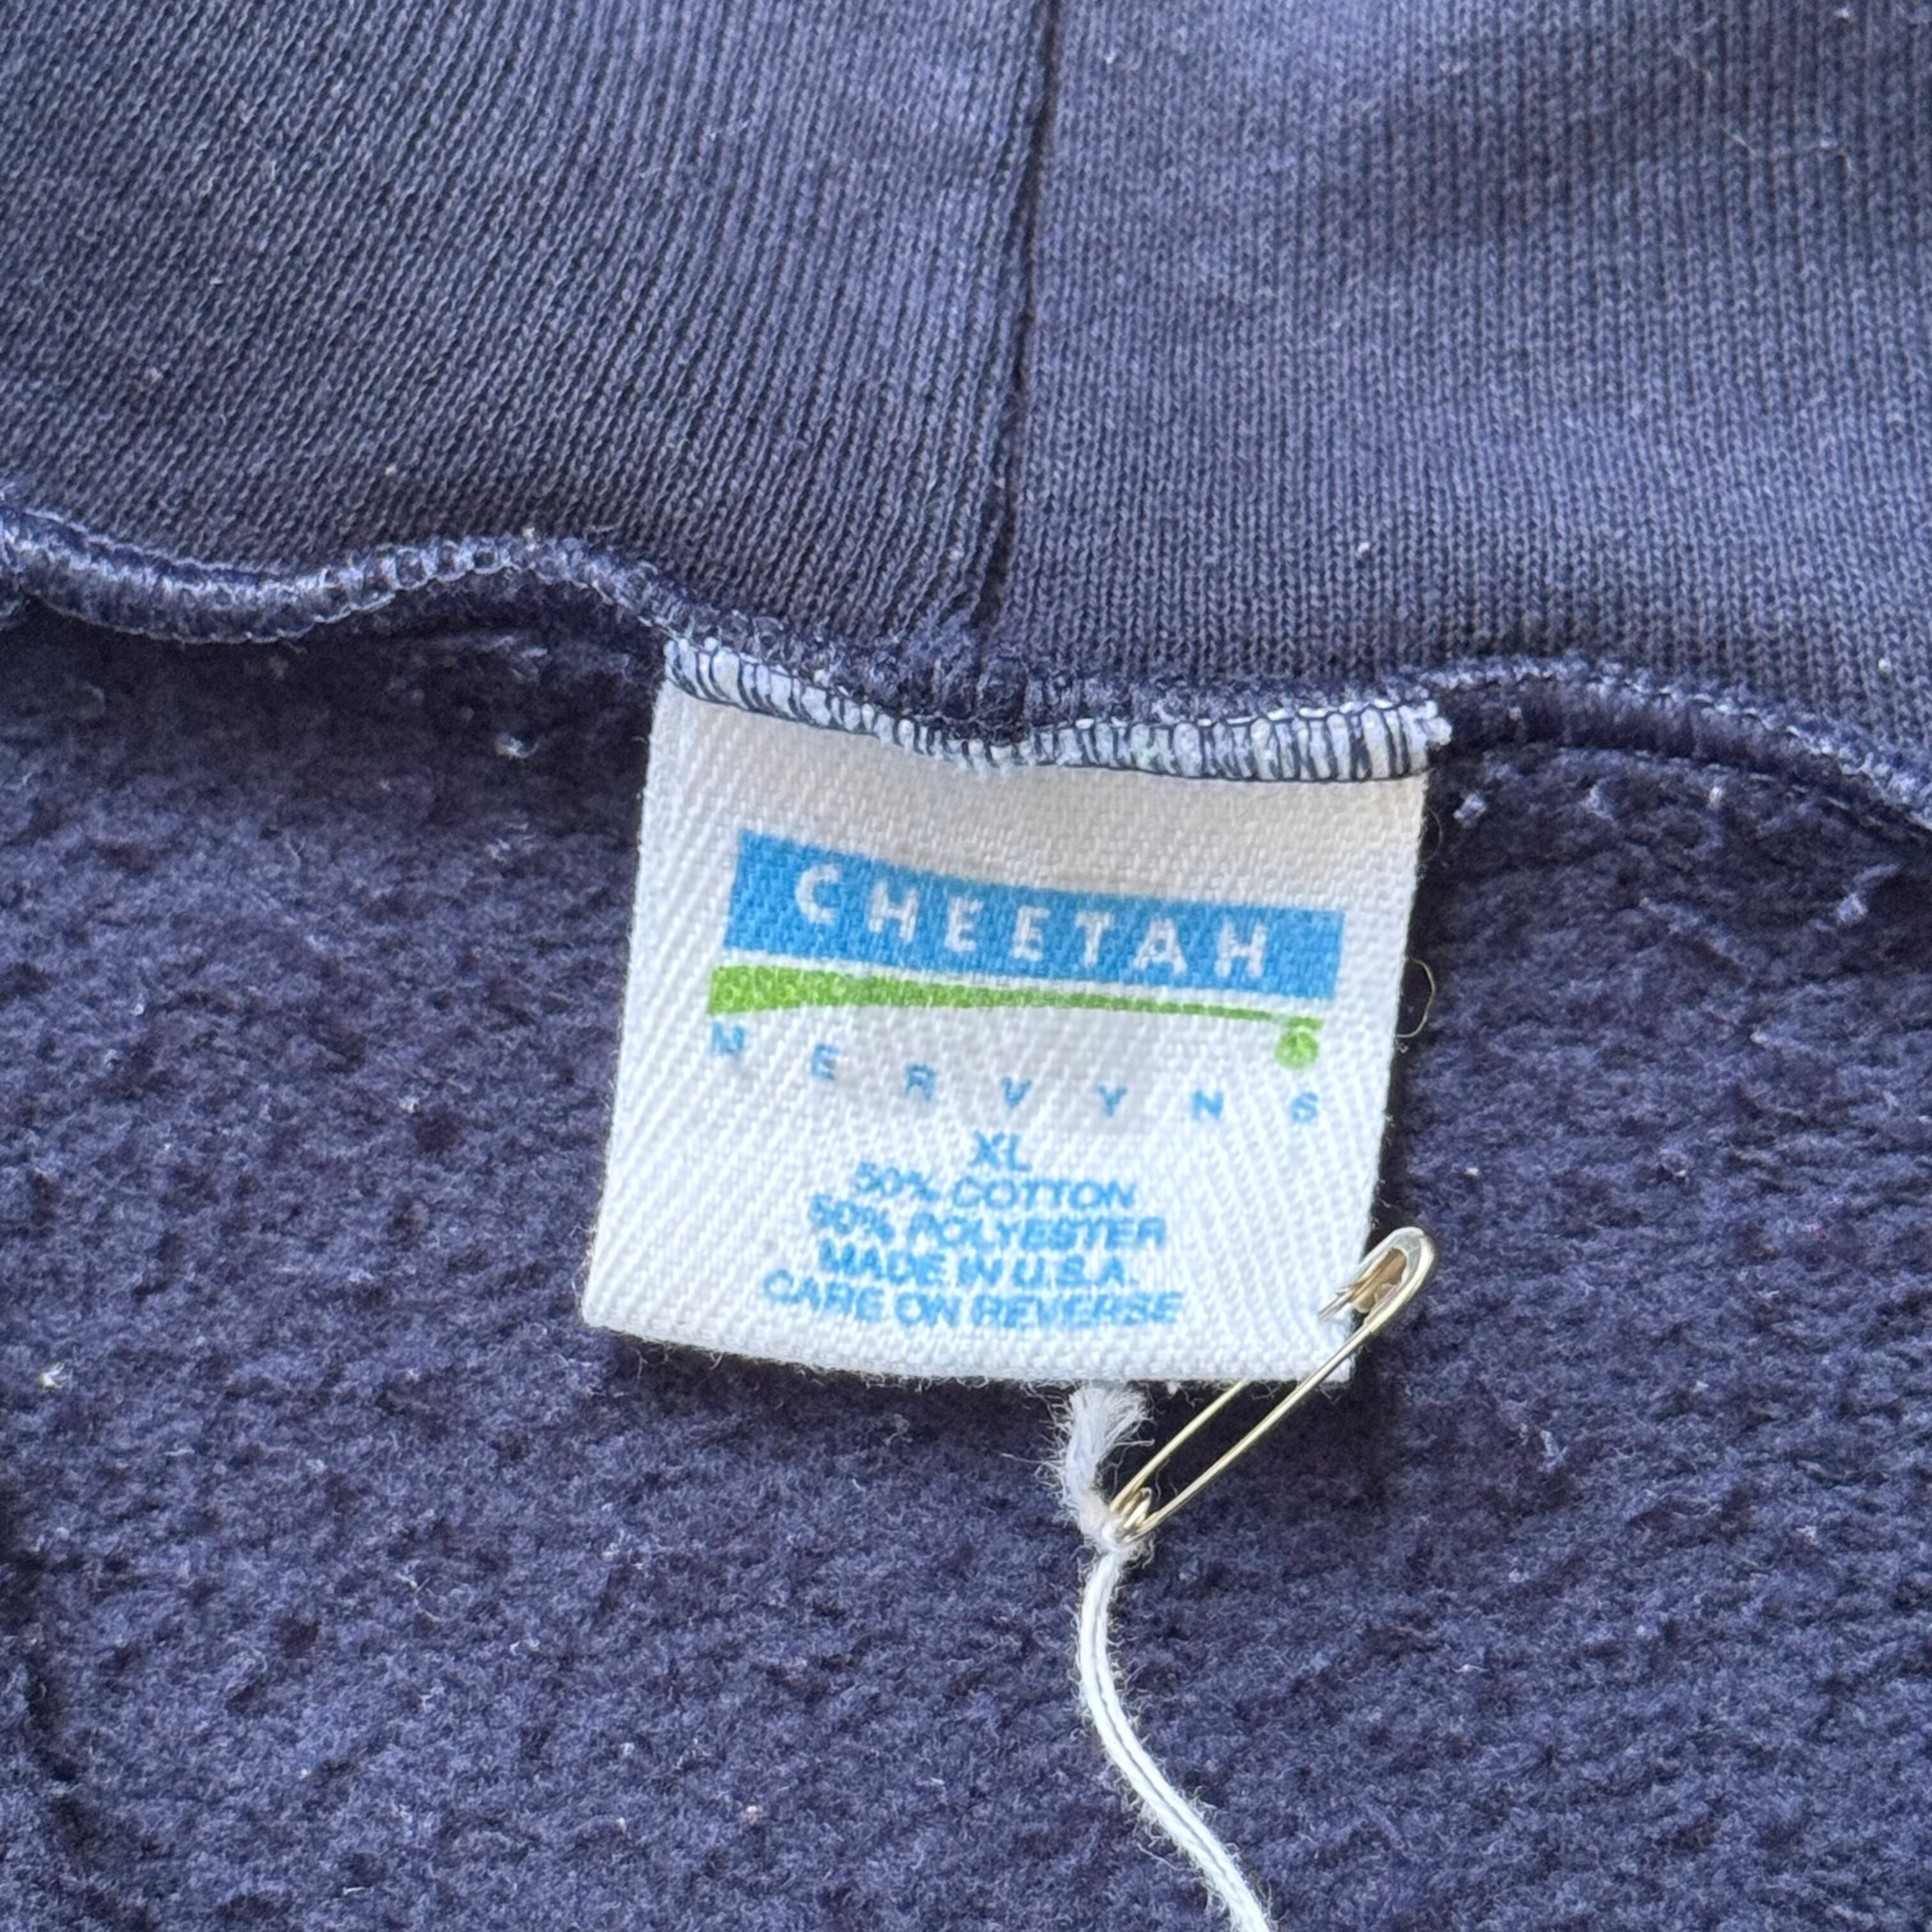 CHEETAH
MERVYNS
XL
50% COTTON
50% POLYESTER
MADE IN U.S.A.
CARE ON REVERSE